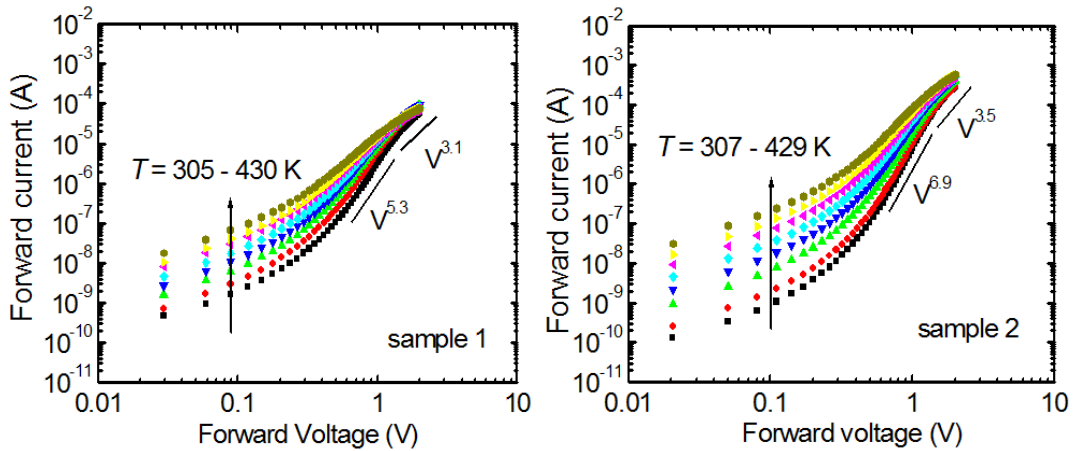 10^-2
10^-3
10^-4
10^-5
10^-6
10^-7
10^-8
10^-9
10^-10
10^-11
Forward current (A)
T = 305 - 430 K
V^3.1
V^5.3
sample 1
0.01 0.1 1 10
Forward Voltage (V)
10^-2
10^-3
10^-4
10^-5
10^-6
10^-7
10^-8
10^-9
10^-10
10^-11
Forward current (A)
T = 307 - 429 K
V^3.5
V^6.9
sample 2
0.01 0.1 1 10
Forward voltage (V)